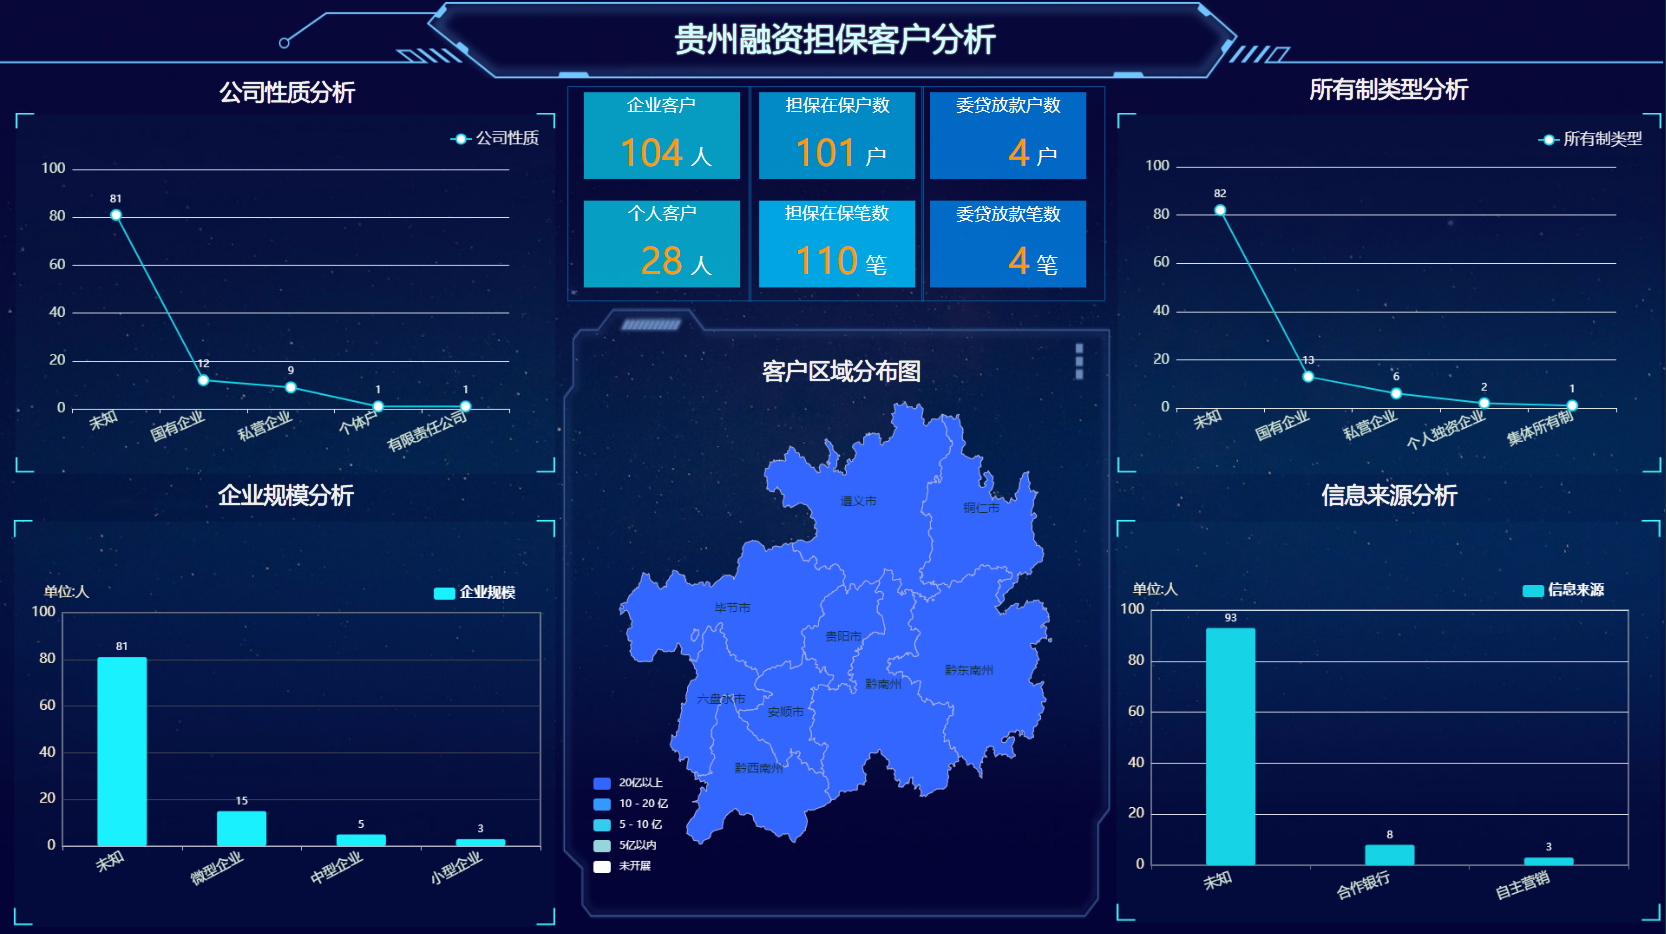 贵州融资担保客户分析
公司性质分析
公司性质
100
80
60
40
20
0
81
12
9
1
1
未知
国有企业
私营企业
个体户
有限责任公司
企业规模分析
单位:人
企业规模
100
80
60
40
20
0
81
15
5
3
未知
微型企业
中型企业
小型企业
企业客户
104 人
担保在保户数
101 户
委贷放款户数
4 户
个人客户
28 人
担保在保笔数
110 笔
委贷放款笔数
4 笔
客户区域分布图
遵义市
铜仁市
毕节市
贵阳市
黔东南州
黔南州
六盘水市
安顺市
黔西南州
20亿以上
10 - 20 亿
5 - 10 亿
5亿以内
未开展
所有制类型分析
所有制类型
100
80
60
40
20
0
82
13
6
2
1
未知
国有企业
私营企业
个人独资企业
集体所有制
信息来源分析
单位:人
信息来源
100
80
60
40
20
0
93
8
3
未知
合作银行
自主营销